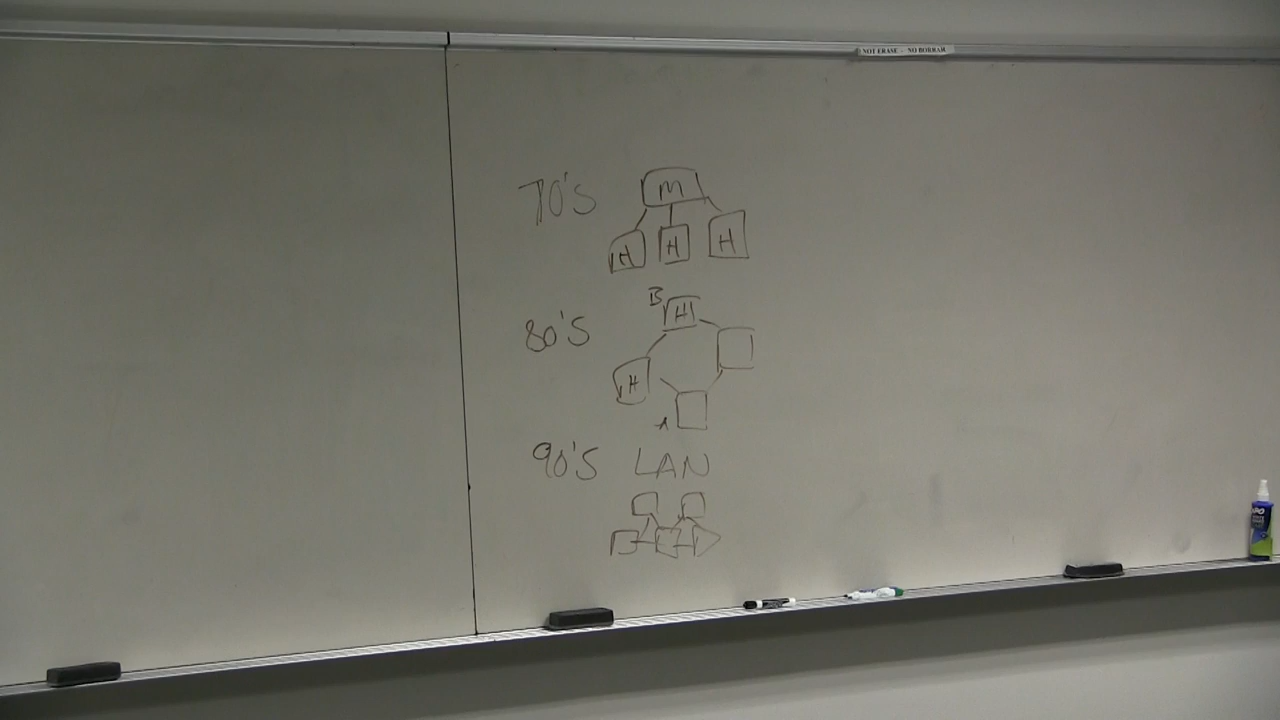 NOT ERASE - NO BORRAR
70'S
M
H H H
B
H
80'S
H
A
90'S LAN